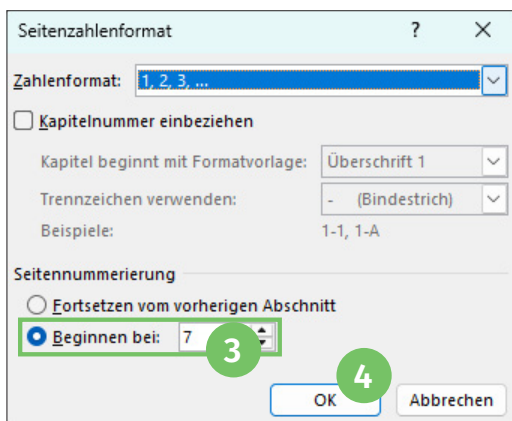 Seitenzahlenformat ? ×
Zahlenformat: 1, 2, 3, ...
Kapitelnummer einbeziehen
Kapitel beginnt mit Formatvorlage: Überschrift 1
Trennzeichen verwenden: - (Bindestrich)
Beispiele: 1-1, 1-A
Seitennummerierung
Fortsetzen vom vorherigen Abschnitt
Beginnen bei: 7 3
4
OK Abbrechen